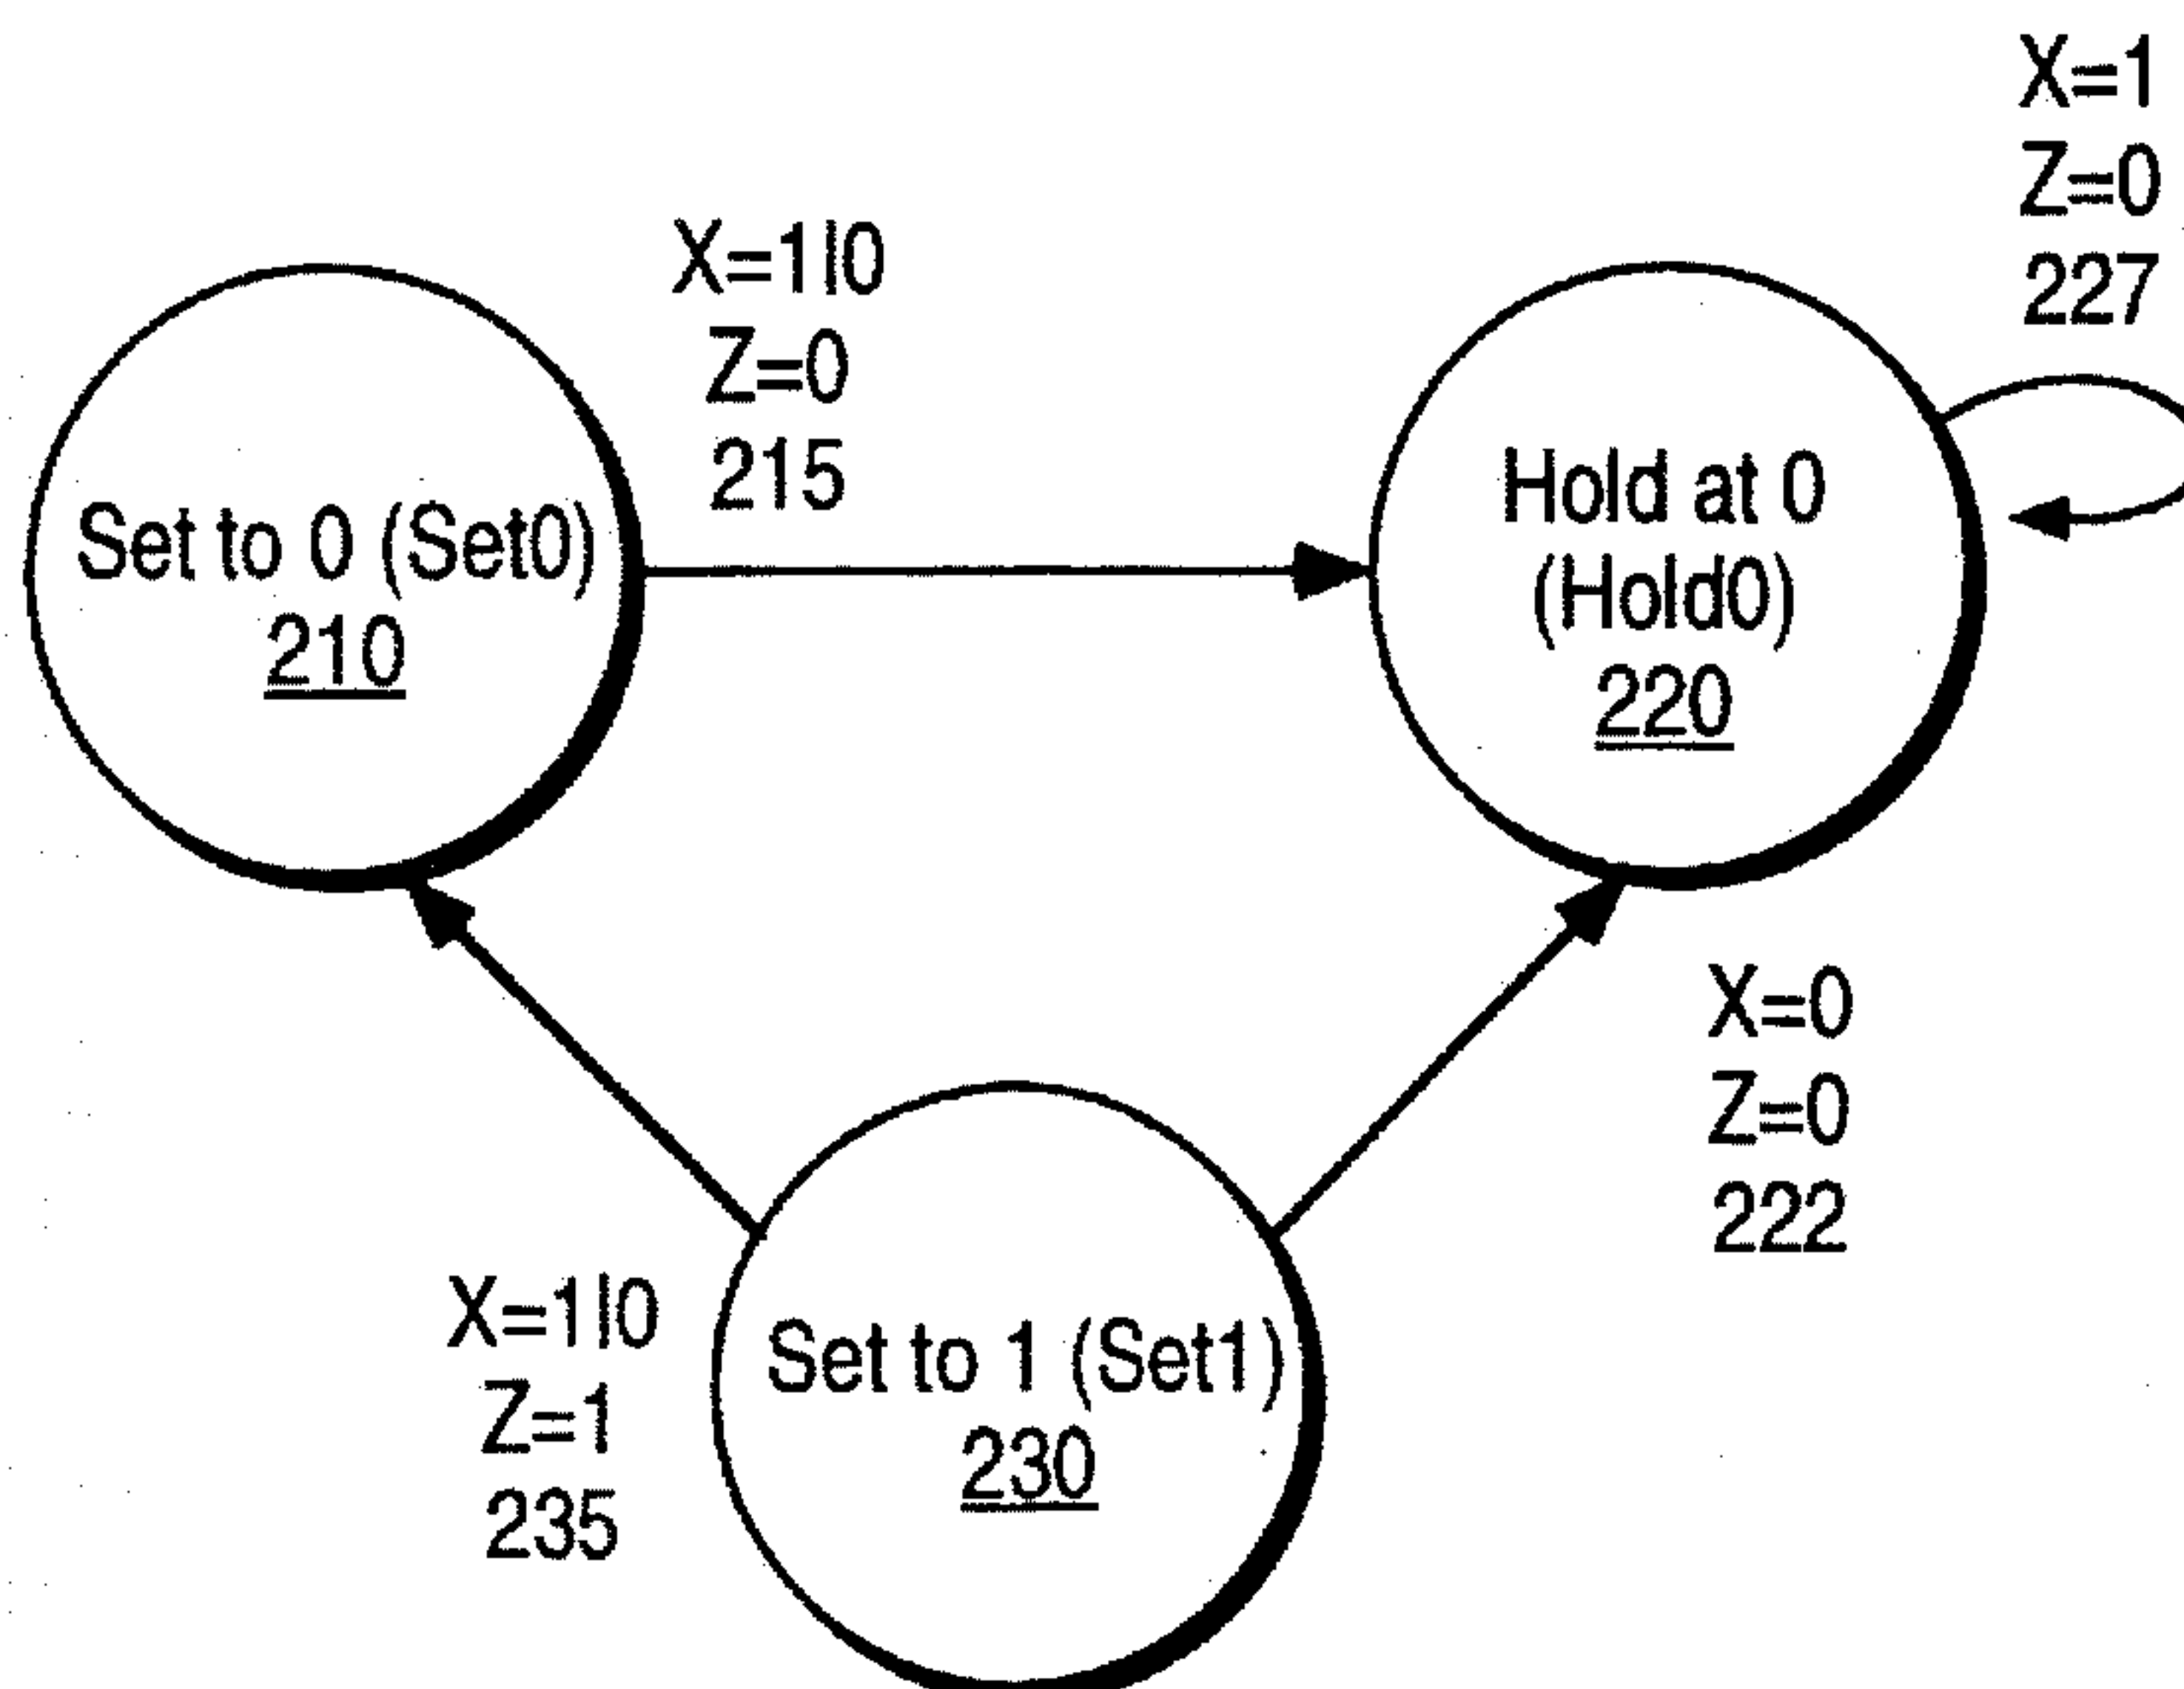 X=1
Z=0
227
X=1|0
Z=0
215
Set to 0 (Set0)
210
Hold at 0
(Hold0)
220
X=0
Z=0
222
X=1|0
Z=1
235
Set to 1 (Set1)
230